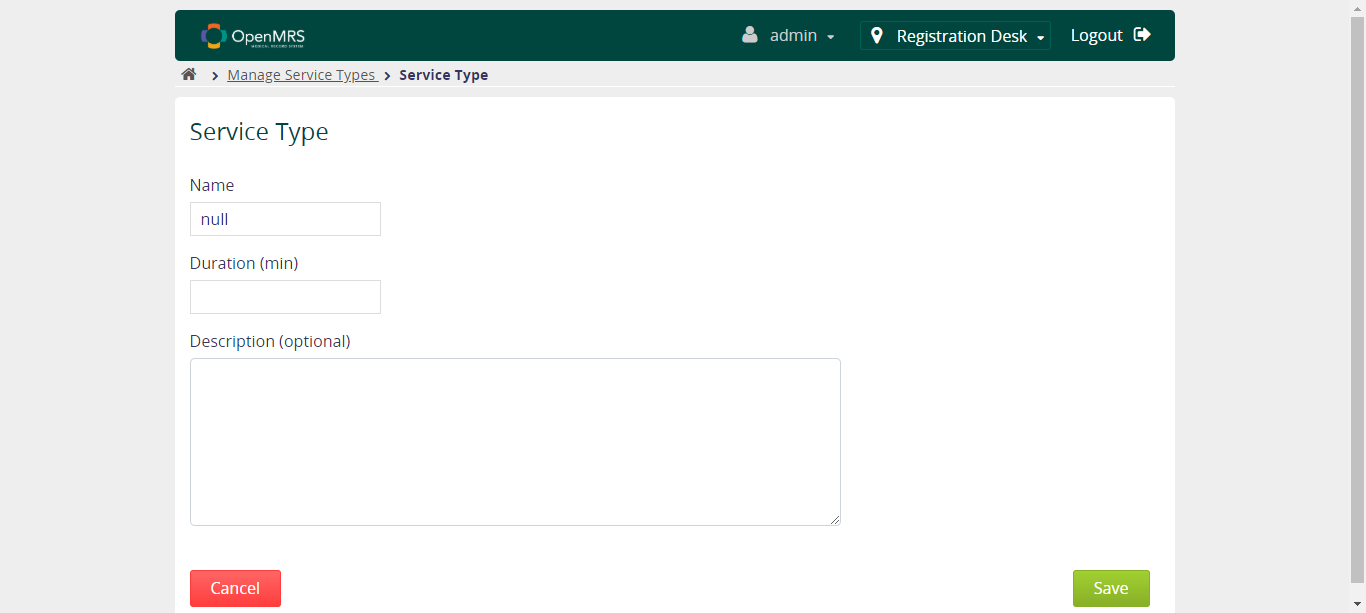 OpenMRS
MEDICAL RECORD SYSTEM
admin
Registration Desk
Logout
Manage Service Types
Service Type
Service Type
Name
null
Duration (min)
Description (optional)
Cancel
Save